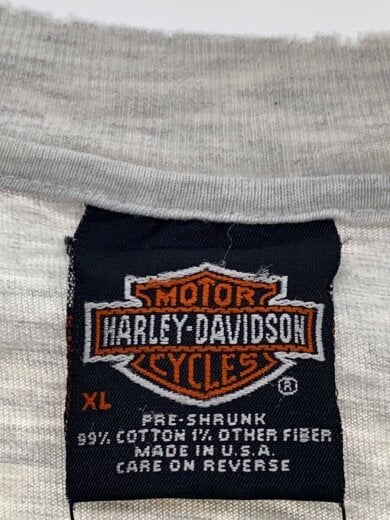 MOTOR
HARLEY-DAVIDSON
CYCLES
®
XL
PRE-SHRUNK
99% COTTON 1% OTHER FIBER
MADE IN U.S.A.
CARE ON REVERSE